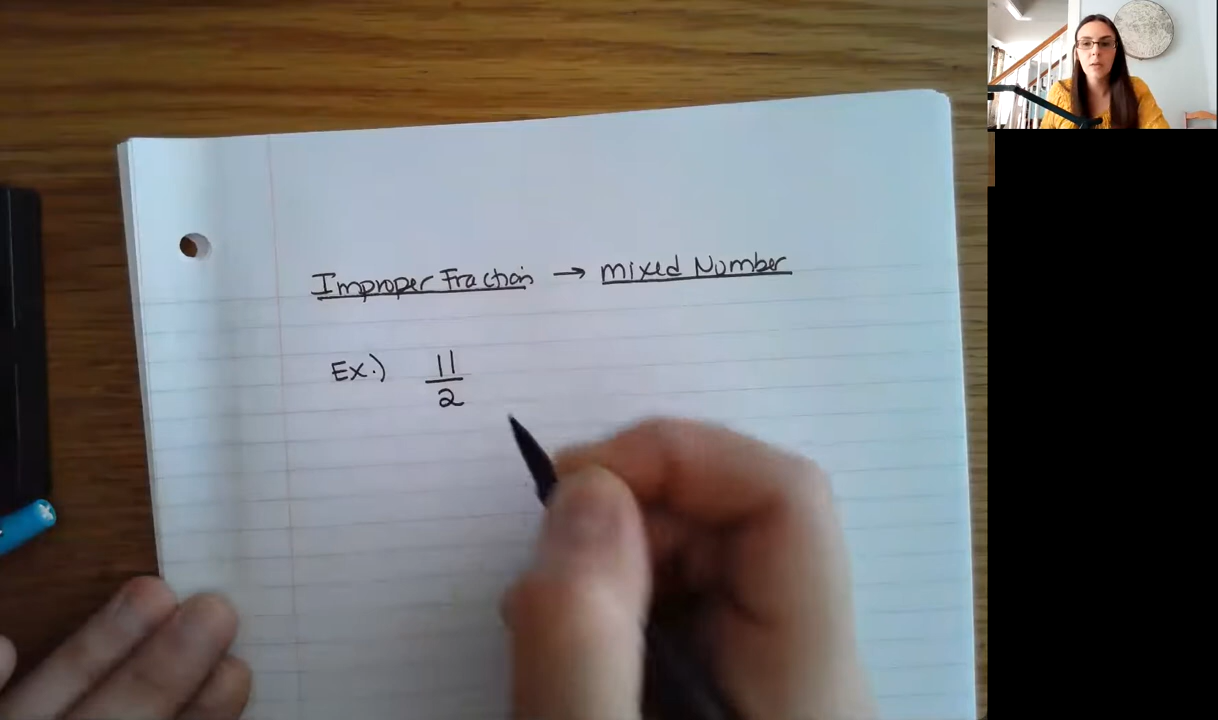 Improper Fraction → mixed Number
Ex.) 11/2